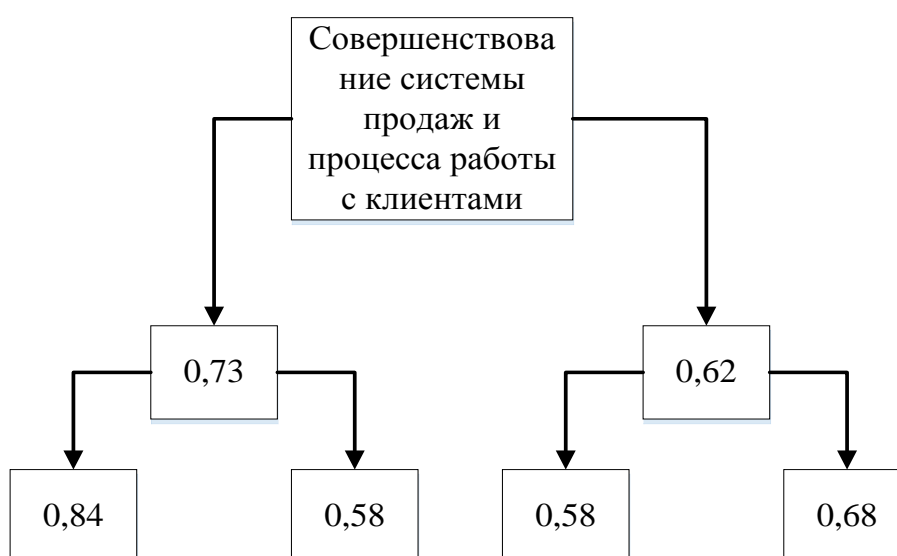 Совершенствова
ние системы
продаж и
процесса работы
с клиентами
0,73
0,62
0,84
0,58
0,58
0,68